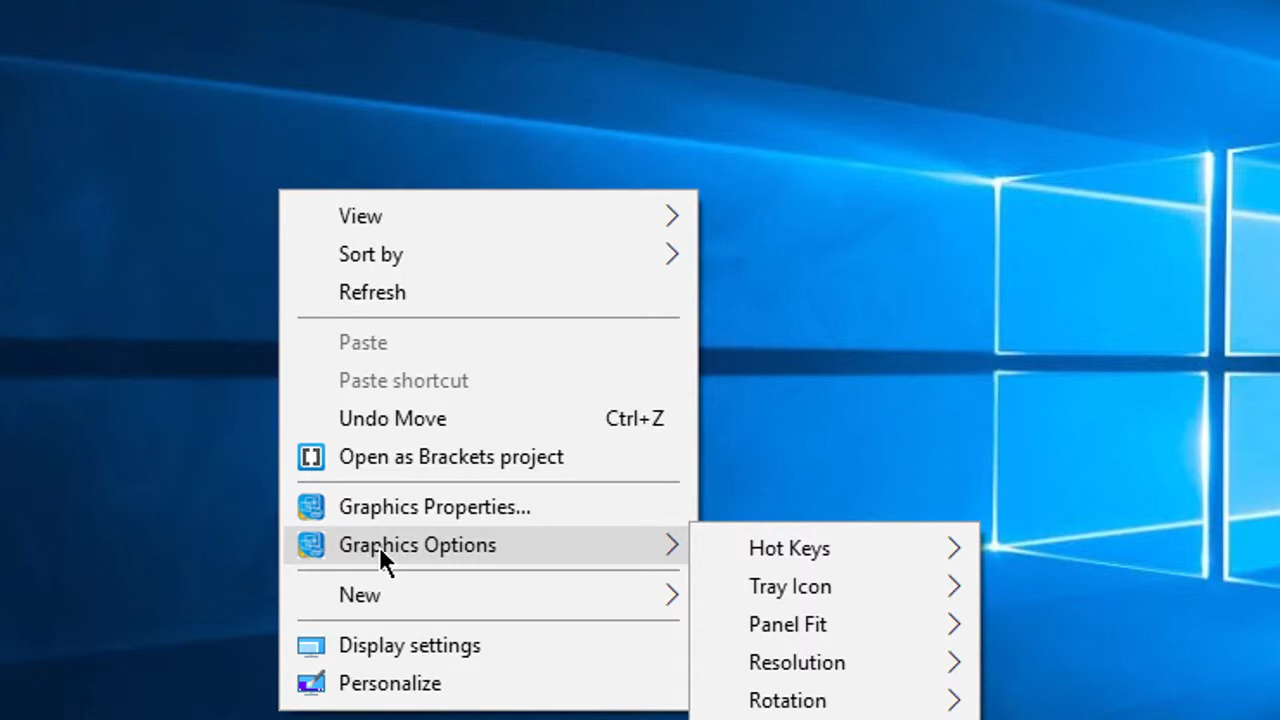 View
Sort by
Refresh
Paste
Paste shortcut
Undo Move Ctrl+Z
Open as Brackets project
Graphics Properties...
Graphics Options
New
Display settings
Personalize
Hot Keys
Tray Icon
Panel Fit
Resolution
Rotation